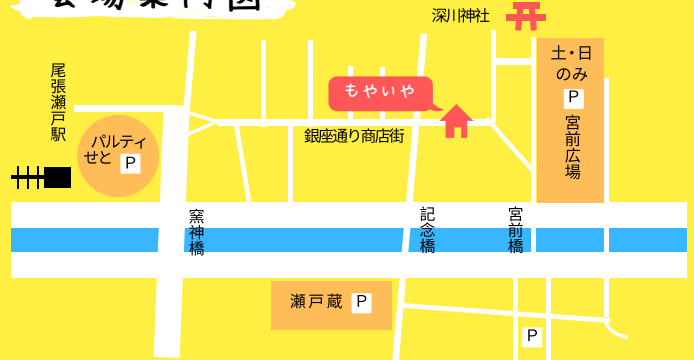 会場案内図
深川神社
尾張瀬戸駅
土・日
のみ
P
宮前広場
もやいや
パルティ
せと P
銀座通り商店街
窯神橋
記念橋
宮前橋
瀬戸蔵 P
P